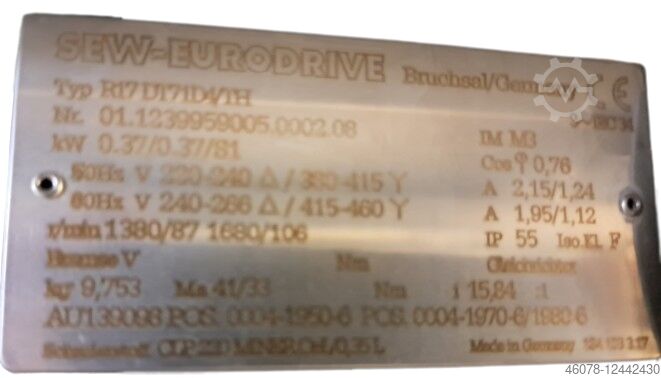 SEW-EURODRIVE Bruchsal/Germany CE
Typ R17 DT71D4/TH
Nr. 01.1239959005.0002.08 IM M3
kW 0.37/0.37/S1 Cos φ 0,76
50Hz V 220-240 Δ / 380-415 Y A 2,15/1,24
60Hz V 240-266 Δ / 415-460 Y A 1,95/1,12
r/min 1380/87 1680/106 IP 55 Iso.Kl. F
Bremse V Nm Gleichrichter
kg 9,753 Ma 41/33 Nm i 15,84 :1
AU139098 POS. 0004-1950-6 POS. 0004-1970-6/1980-6
Schmierstoff CLP 220 MINER.OEL/0,35 L Made in Germany
46078-12442430